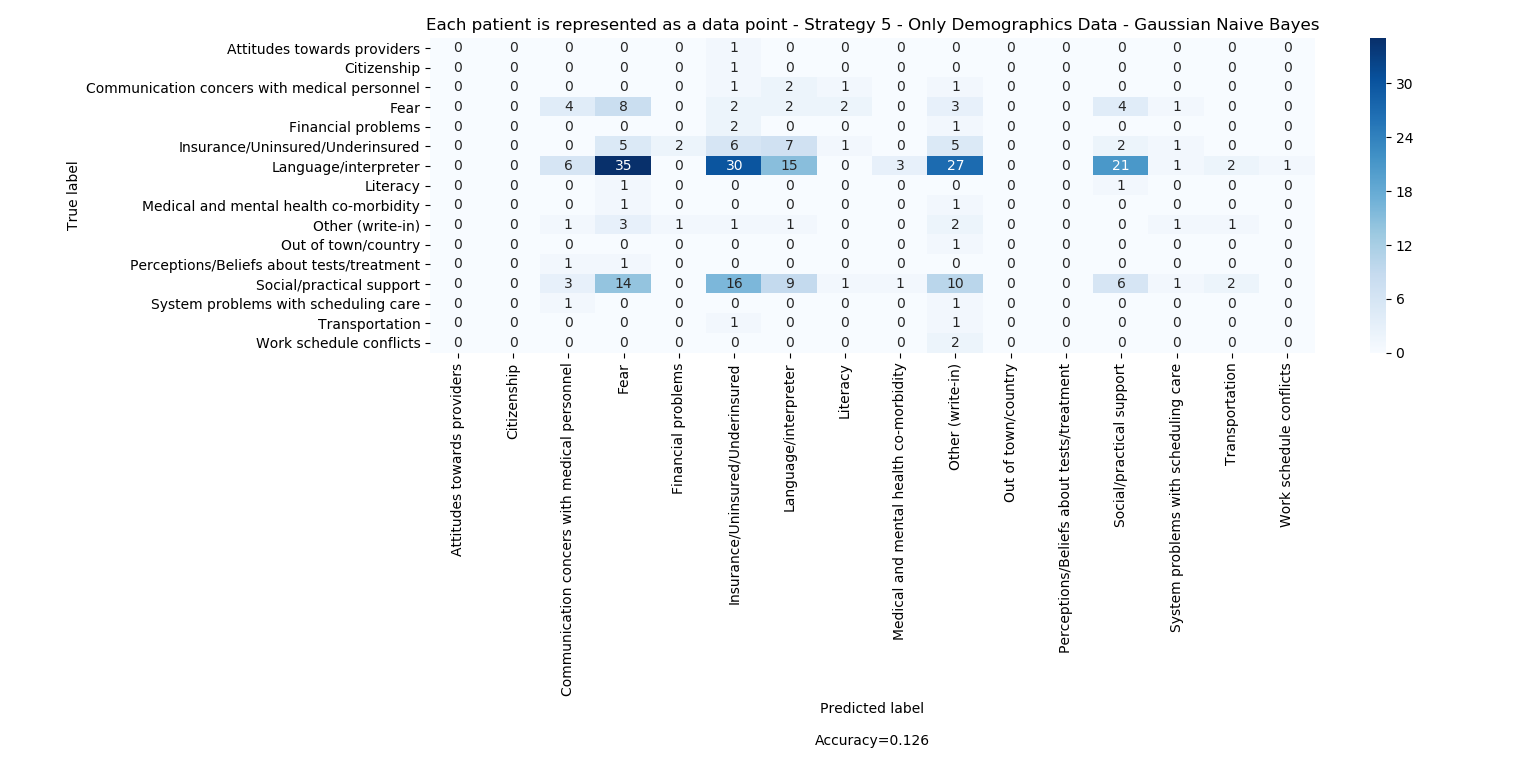 Each patient is represented as a data point - Strategy 5 - Only Demographics Data - Gaussian Naive Bayes
True label
Attitudes towards providers 0 0 0 0 0 1 0 0 0 0 0 0 0 0 0 0
Citizenship 0 0 0 0 0 1 0 0 0 0 0 0 0 0 0 0
Communication concers with medical personnel 0 0 0 0 0 1 2 1 0 1 0 0 0 0 0 0
Fear 0 0 4 8 0 2 2 2 0 3 0 0 4 1 0 0
Financial problems 0 0 0 0 0 2 0 0 0 1 0 0 0 0 0 0
Insurance/Uninsured/Underinsured 0 0 0 5 2 6 7 1 0 5 0 0 2 1 0 0
Language/interpreter 0 0 6 35 0 30 15 0 3 27 0 0 21 1 2 1
Literacy 0 0 0 1 0 0 0 0 0 0 0 0 1 0 0 0
Medical and mental health co-morbidity 0 0 0 1 0 0 0 0 0 1 0 0 0 0 0 0
Other (write-in) 0 0 1 3 1 1 1 0 0 2 0 0 0 1 1 0
Out of town/country 0 0 0 0 0 0 0 0 0 1 0 0 0 0 0 0
Perceptions/Beliefs about tests/treatment 0 0 1 1 0 0 0 0 0 0 0 0 0 0 0 0
Social/practical support 0 0 3 14 0 16 9 1 1 10 0 0 6 1 2 0
System problems with scheduling care 0 0 1 0 0 0 0 0 0 1 0 0 0 0 0 0
Transportation 0 0 0 0 0 1 0 0 0 1 0 0 0 0 0 0
Work schedule conflicts 0 0 0 0 0 0 0 0 0 2 0 0 0 0 0 0
Attitudes towards providers
Citizenship
Communication concers with medical personnel
Fear
Financial problems
Insurance/Uninsured/Underinsured
Language/interpreter
Literacy
Medical and mental health co-morbidity
Other (write-in)
Out of town/country
Perceptions/Beliefs about tests/treatment
Social/practical support
System problems with scheduling care
Transportation
Work schedule conflicts
Predicted label
Accuracy=0.126
30
24
18
12
6
0